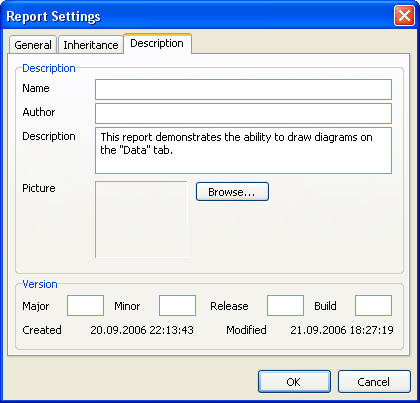 Report Settings
General Inheritance Description
Description
Name
Author
Description This report demonstrates the ability to draw diagrams on
the "Data" tab.
Picture Browse...
Version
Major Minor Release Build
Created 20.09.2006 22:13:43 Modified 21.09.2006 18:27:19
OK Cancel